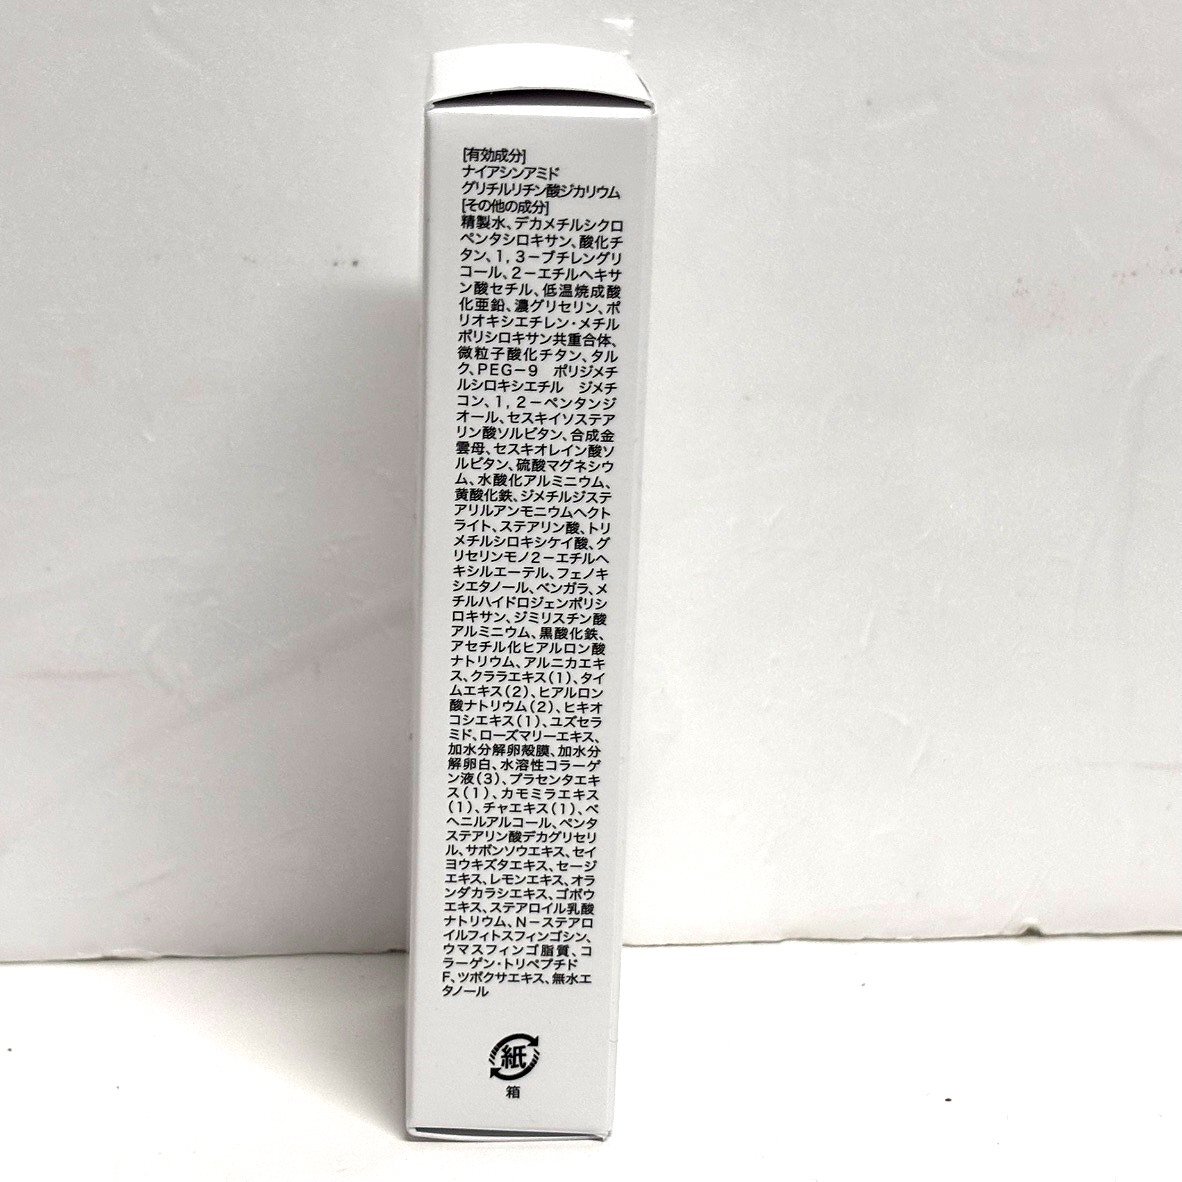 [有効成分]
ナイアシンアミド
グリチルリチン酸ジカリウム
[その他の成分]
精製水、デカメチルシクロ
ペンタシロキサン、酸化チ
タン、1,3−ブチレングリ
コール、2−エチルヘキサ
ン酸セチル、低温焼成酸
化亜鉛、濃グリセリン、ポ
リオキシエチレン・メチル
ポリシロキサン共重合体、
微粒子酸化チタン、タル
ク、PEG−9 ポリジメチ
ルシロキシエチル ジメチ
コン、1,2−ペンタンジ
オール、セスキイソステア
リン酸ソルビタン、合成金
雲母、セスキオレイン酸ソ
ルビタン、硫酸マグネシウ
ム、水酸化アルミニウム、
黄酸化鉄、ジメチルジステ
アリルアンモニウムヘクト
ライト、ステアリン酸、トリ
メチルシロキシケイ酸、グ
リセリンモノ2−エチルヘ
キシルエーテル、フェノキ
シエタノール、ベンガラ、メ
チルハイドロジェンポリシ
ロキサン、ジミリスチン酸
アルミニウム、黒酸化鉄、
アセチル化ヒアルロン酸
ナトリウム、アルニカエキ
ス、クララエキス(1)、タイ
ムエキス(2)、ヒアルロン
酸ナトリウム(2)、ヒキオ
コシエキス(1)、ユズセラ
ミド、ローズマリーエキス、
加水分解卵殻膜、加水分
解卵白、水溶性コラーゲ
ン液(3)、プラセンタエキ
ス(1)、カモミラエキス
(1)、チャエキス(1)、ベ
ヘニルアルコール、ペンタ
ステアリン酸デカグリセリ
ル、サボンソウエキス、セイ
ヨウキズタエキス、セージ
エキス、レモンエキス、オラ
ンダカラシエキス、ゴボウ
エキス、ステアロイル乳酸
ナトリウム、N−ステアロ
イルフィトスフィンゴシン、
ウマスフィンゴ脂質、コ
ラーゲン・トリペプチド
F、ツボクサエキス、無水エ
タノール
紙
箱